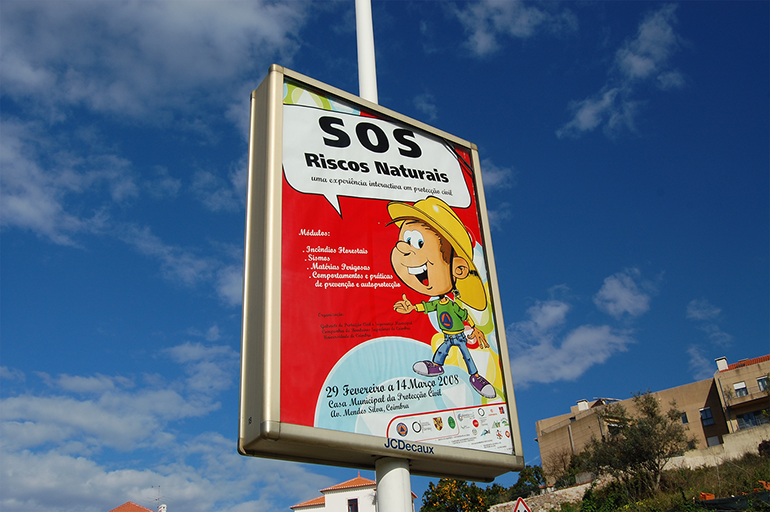 SOS
Riscos Naturais
uma experiência interactiva em protecção civil
Módulos:
. Incêndios Florestais
. Sismos
. Matérias Perigosas
. Comportamentos e práticas
de prevenção e autoprotecção
29 Fevereiro a 14 Março 2008
Casa Municipal da Protecção Civil
Av. Mendes Silva, Coimbra
JCDecaux